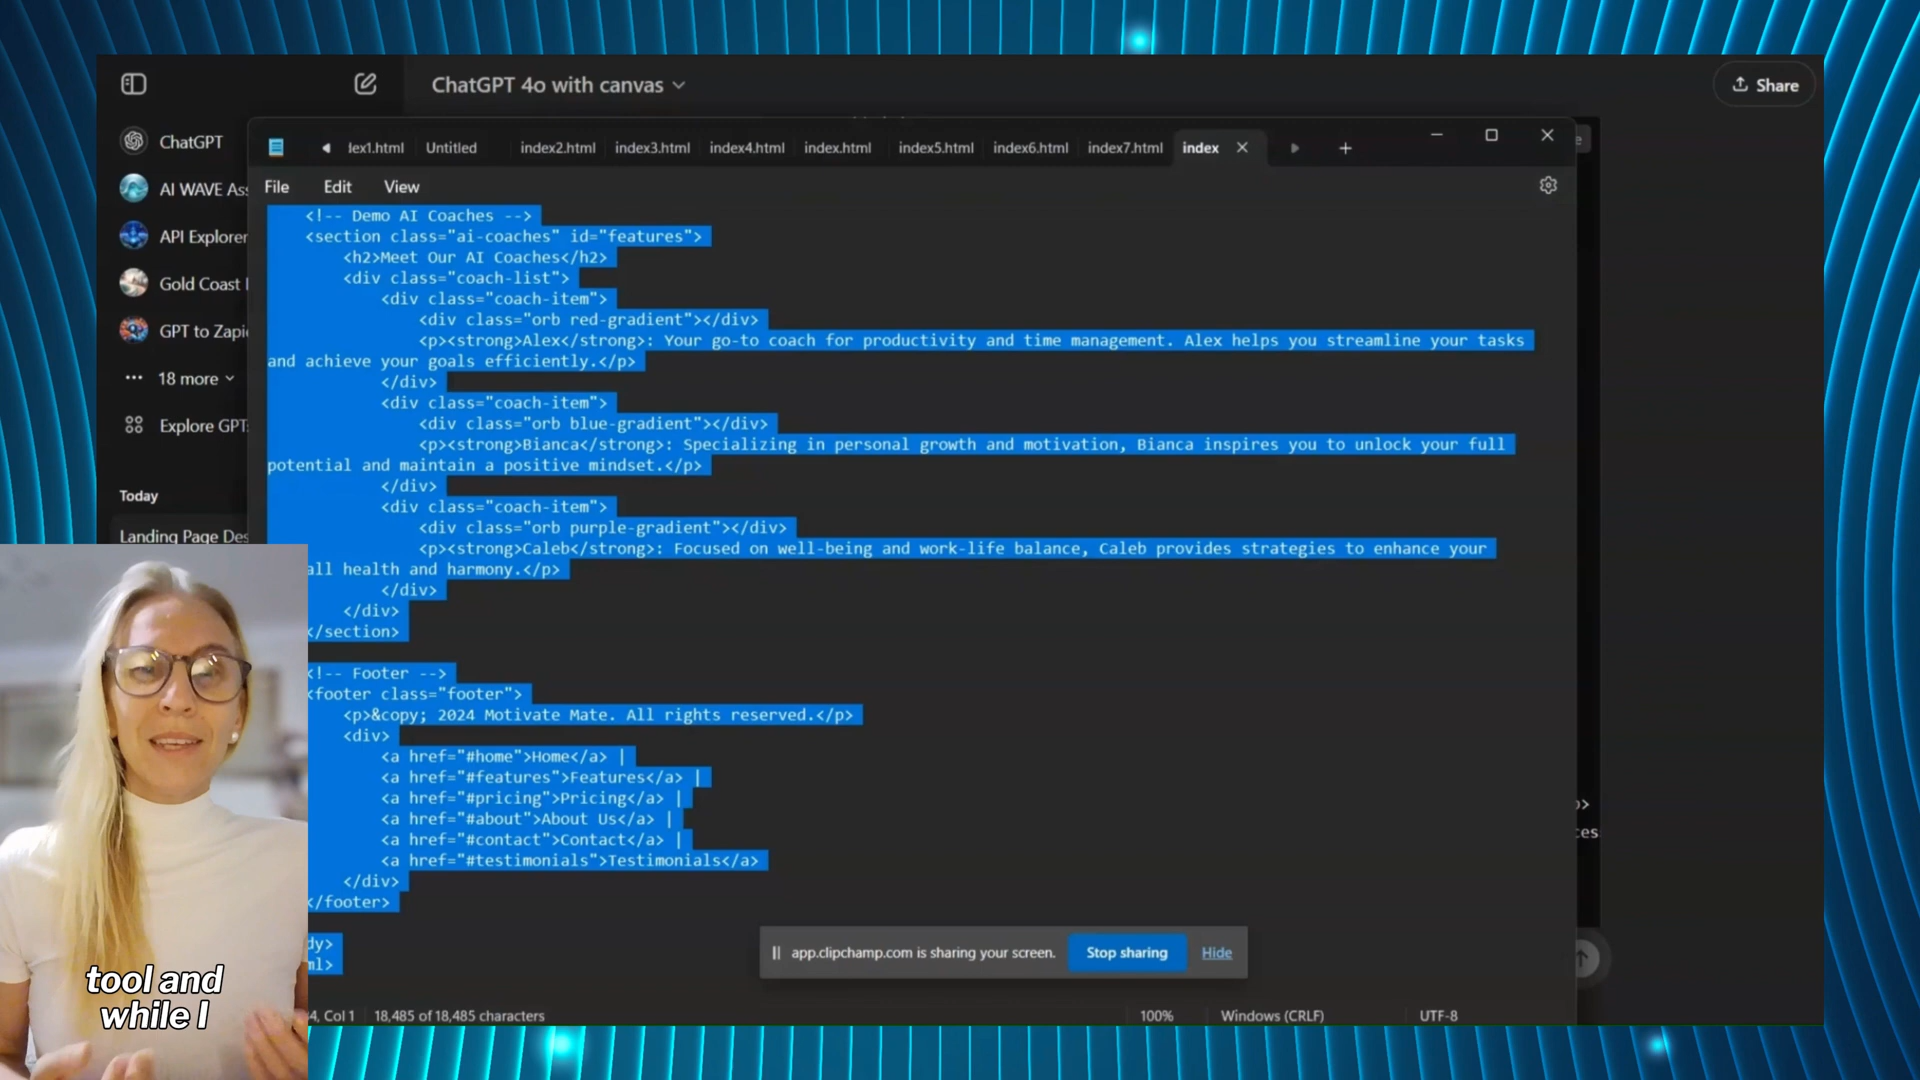 ChatGPT 4o with canvas
Share
ChatGPT
AI WAVE Ass
API Explorer
Gold Coast
GPT to Zapi
18 more
Explore GPT
Today
Landing Page Des
lex1.html Untitled index2.html index3.html index4.html index.html index5.html index6.html index7.html index
File Edit View
<!-- Demo AI Coaches -->
<section class="ai-coaches" id="features">
<h2>Meet Our AI Coaches</h2>
<div class="coach-list">
<div class="coach-item">
<div class="orb red-gradient"></div>
<p><strong>Alex</strong>: Your go-to coach for productivity and time management. Alex helps you streamline your tasks
and achieve your goals efficiently.</p>
</div>
<div class="coach-item">
<div class="orb blue-gradient"></div>
<p><strong>Bianca</strong>: Specializing in personal growth and motivation, Bianca inspires you to unlock your full
potential and maintain a positive mindset.</p>
</div>
<div class="coach-item">
<div class="orb purple-gradient"></div>
<p><strong>Caleb</strong>: Focused on well-being and work-life balance, Caleb provides strategies to enhance your
all health and harmony.</p>
</div>
</div>
</section>
<!-- Footer -->
<footer class="footer">
<p>&copy; 2024 Motivate Mate. All rights reserved.</p>
<div>
<a href="#home">Home</a> |
<a href="#features">Features</a> |
<a href="#pricing">Pricing</a> |
<a href="#about">About Us</a> |
<a href="#contact">Contact</a> |
<a href="#testimonials">Testimonials</a>
</div>
</footer>
dy>
ml>
ces
app.clipchamp.com is sharing your screen. Stop sharing Hide
4, Col 1 18,485 of 18,485 characters 100% Windows (CRLF) UTF-8
tool and
while I